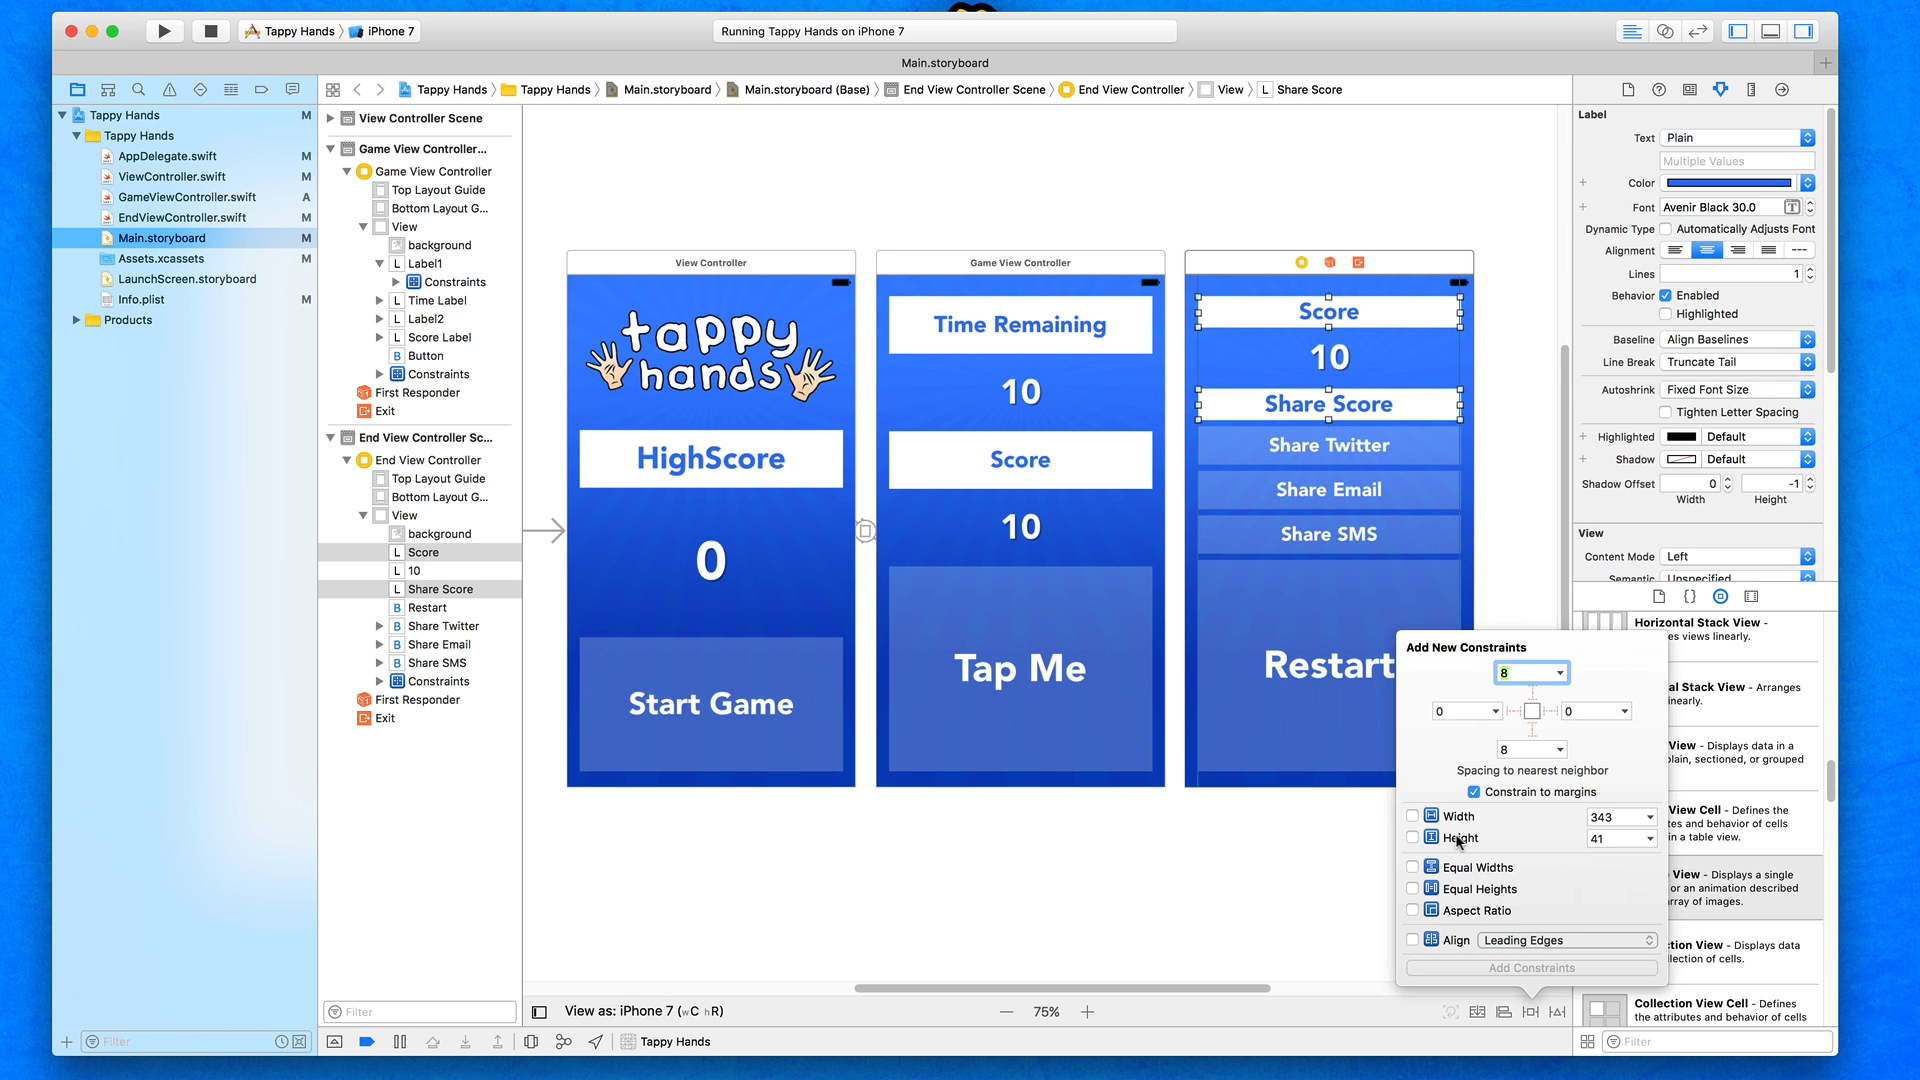 Tappy Hands
iPhone 7
Running Tappy Hands on iPhone 7
Main.storyboard
Tappy Hands
Tappy Hands
Main.storyboard
Main.storyboard (Base)
End View Controller Scene
End View Controller
View
L
Share Score
Tappy Hands M
Tappy Hands
AppDelegate.swift M
ViewController.swift M
GameViewController.swift A
EndViewController.swift M
Main.storyboard M
Assets.xcassets M
LaunchScreen.storyboard
Info.plist M
Products
Filter
View Controller Scene
Game View Controller...
Game View Controller
Top Layout Guide
Bottom Layout G...
View
background
L Label1
Constraints
L Time Label
L Label2
L Score Label
B Button
Constraints
First Responder
Exit
End View Controller Sc...
End View Controller
Top Layout Guide
Bottom Layout G...
View
background
L Score
L 10
L Share Score
B Restart
B Share Twitter
B Share Email
B Share SMS
Constraints
First Responder
Exit
Filter
View Controller
tappy
hands
HighScore
0
Start Game
Game View Controller
Time Remaining
10
Score
10
Tap Me
Score
10
Share Score
Share Twitter
Share Email
Share SMS
Restart
Add New Constraints
8
0
0
8
Spacing to nearest neighbor
Constrain to margins
Width 343
Height 41
Equal Widths
Equal Heights
Aspect Ratio
Align Leading Edges
Add Constraints
View as: iPhone 7 (wC hR)
75%
Tappy Hands
Label
Text Plain
Multiple Values
Color
Font Avenir Black 30.0
Dynamic Type Automatically Adjusts Font
Alignment
Lines 1
Behavior Enabled
Highlighted
Baseline Align Baselines
Line Break Truncate Tail
Autoshrink Fixed Font Size
Tighten Letter Spacing
Highlighted Default
Shadow Default
Shadow Offset 0 -1
Width Height
View
Content Mode Left
Semantic Unspecified
Horizontal Stack View -
es views linearly.
al Stack View - Arranges
inearly.
View - Displays data in a
plain, sectioned, or grouped
View Cell - Defines the
tes and behavior of cells
in a table view.
View - Displays a single
or an animation described
array of images.
tion View - Displays data
llection of cells.
Collection View Cell - Defines
the attributes and behavior of cells
Filter